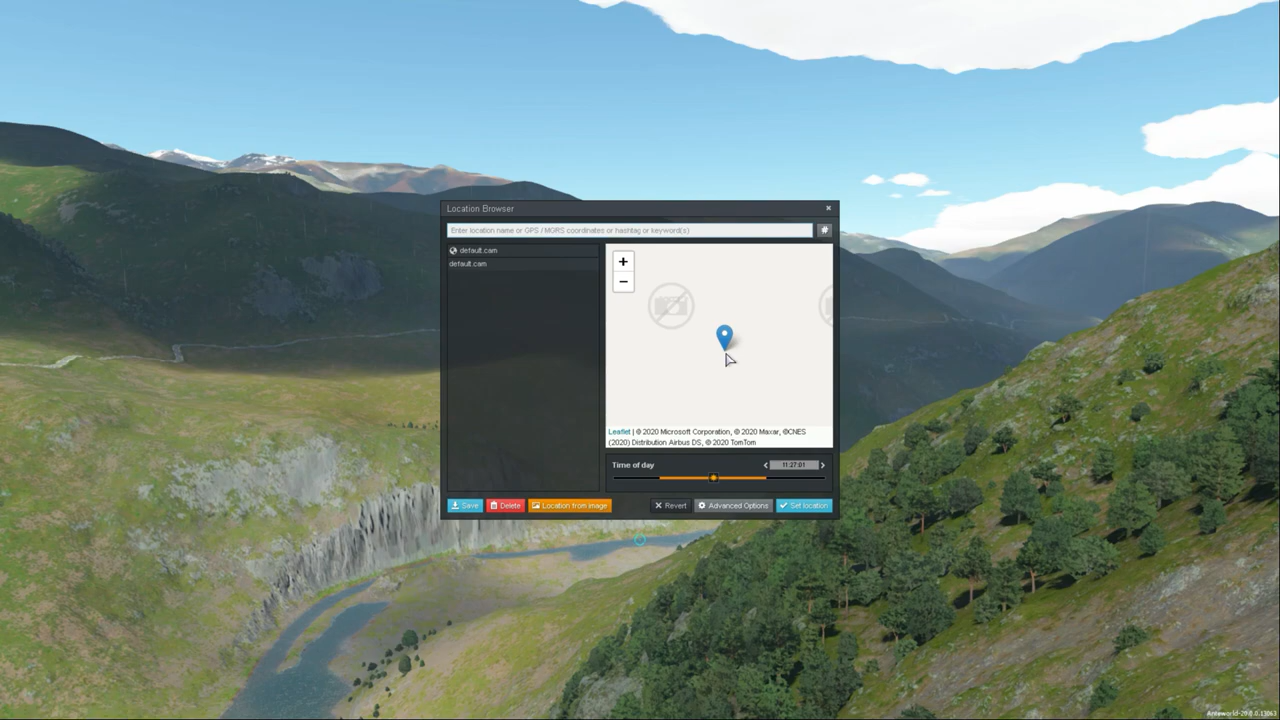 Location Browser
Enter location name or GPS / MGRS coordinates or hashtag or keyword(s)
#
default.cam
default.cam
+
−
Leaflet | © 2020 Microsoft Corporation, © 2020 Maxar, ©CNES
(2020) Distribution Airbus DS, © 2020 TomTom
Time of day
11:27:01
Save
Delete
Location from image
Revert
Advanced Options
Set location